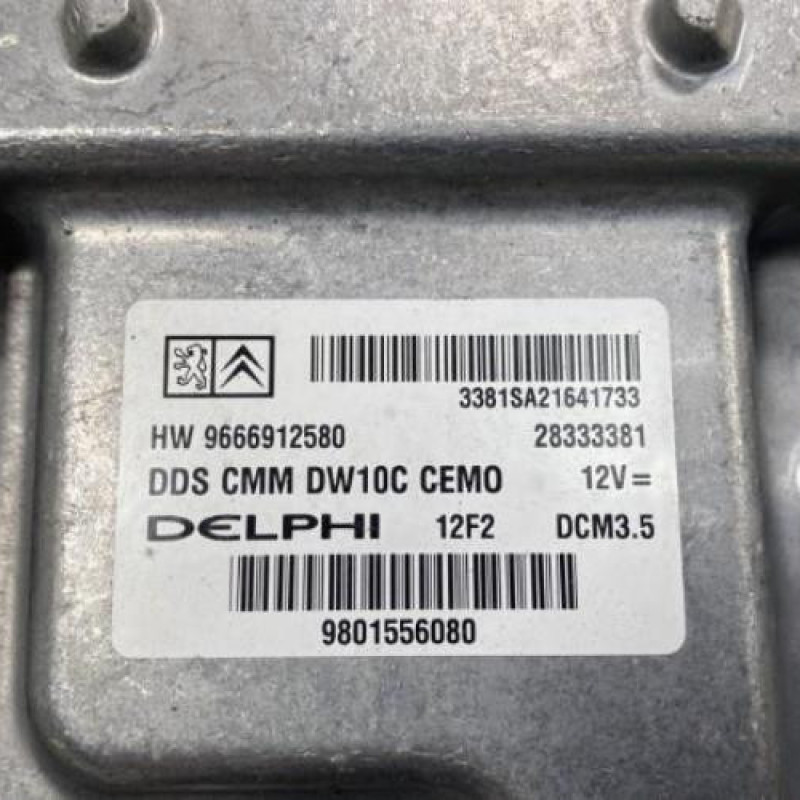 3381SA21641733
HW 9666912580 28333381
DDS CMM DW10C CEMO 12V=
DELPHI 12F2 DCM3.5
9801556080